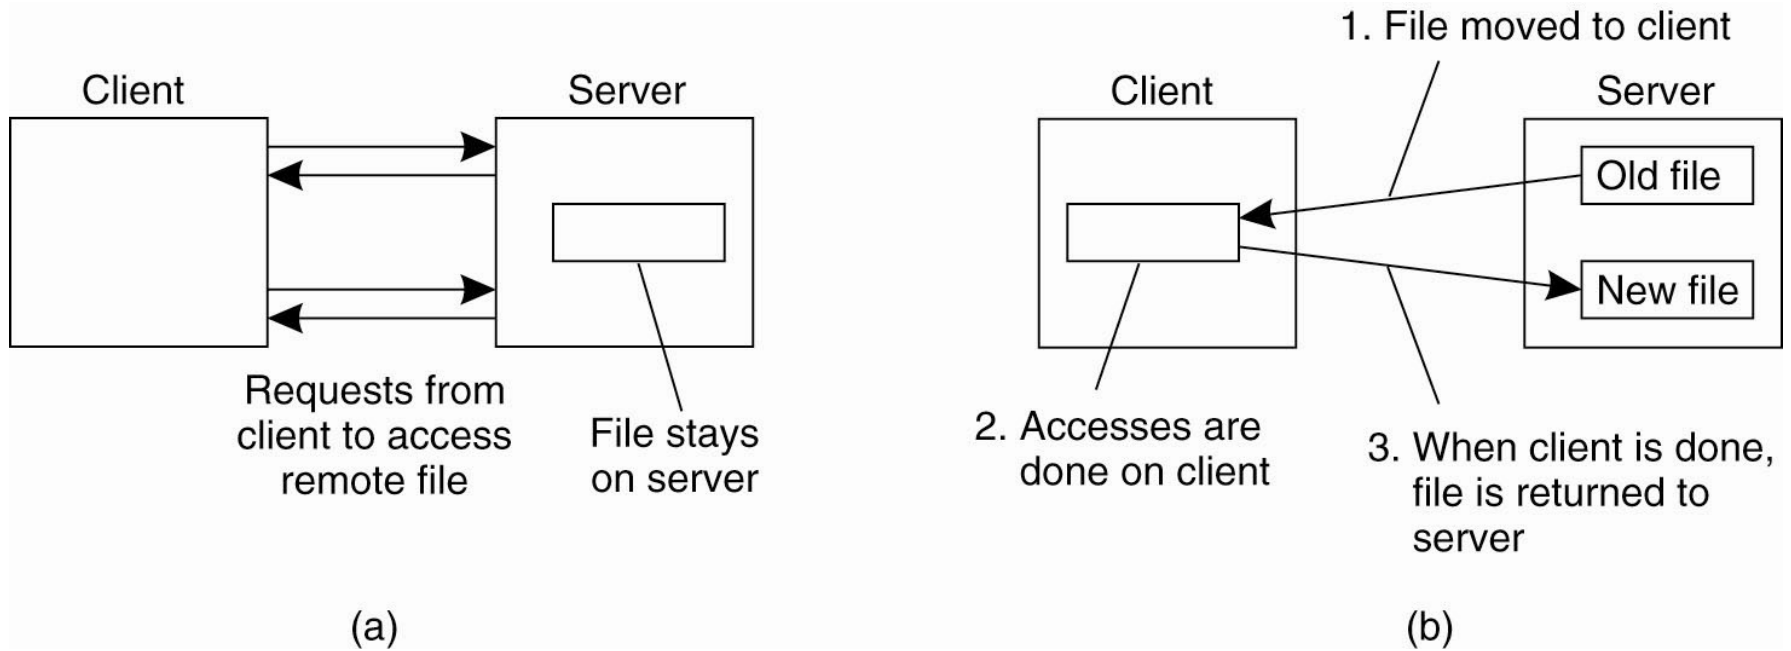 Client
Server
Requests from
client to access
remote file
File stays
on server
(a)
1. File moved to client
Client
Server
Old file
New file
2. Accesses are
done on client
3. When client is done,
file is returned to
server
(b)